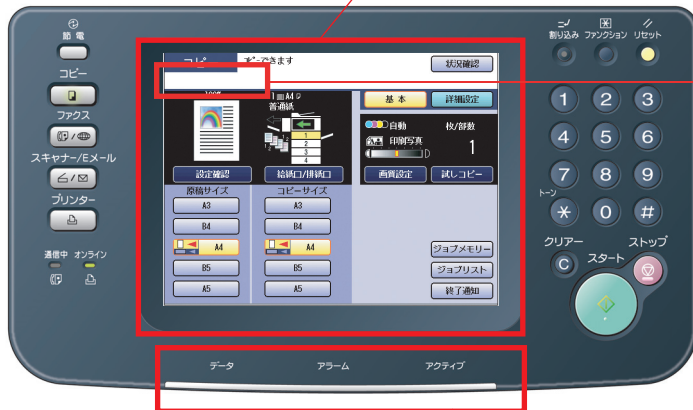 節 電
コピー
ファクス
スキャナー/Eメール
プリンター
通信中 オンライン
コピー
できます
状況確認
100%
1 A4
普通紙
1
2
3
4
設定確認
給紙口/排紙口
基 本
詳細設定
自動
枚/部数
印刷写真
1
画質設定
試しコピー
原稿サイズ
コピーサイズ
A3
A3
B4
B4
A4
A4
B5
B5
A5
A5
ジョブメモリー
ジョブリスト
終了通知
データ
アラーム
アクティブ
割り込み ファンクション リセット
1 2 3
4 5 6
7 8 9
トーン
* 0 #
クリアー
ストップ
C
スタート